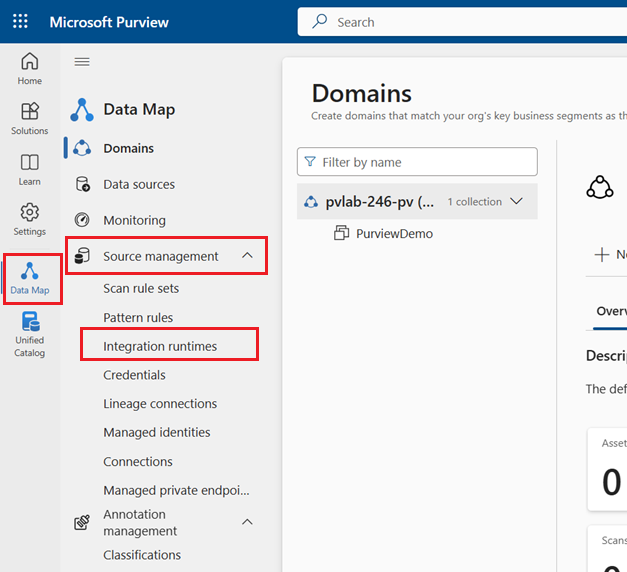 Microsoft Purview
Search
Home
Solutions
Learn
Settings
Data Map
Unified
Catalog
Data Map
Domains
Data sources
Monitoring
Source management
Scan rule sets
Pattern rules
Integration runtimes
Credentials
Lineage connections
Managed identities
Connections
Managed private endpoi...
Annotation
management
Classifications
Domains
Create domains that match your org's key business segments as th
Filter by name
pvlab-246-pv (... 1 collection
PurviewDemo
Overv
Descri
The def
Asset
0
Scans